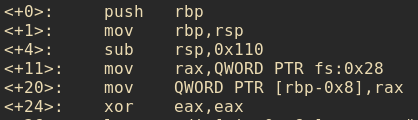 <+0>: push rbp
<+1>: mov rbp,rsp
<+4>: sub rsp,0x110
<+11>: mov rax,QWORD PTR fs:0x28
<+20>: mov QWORD PTR [rbp-0x8],rax
<+24>: xor eax,eax